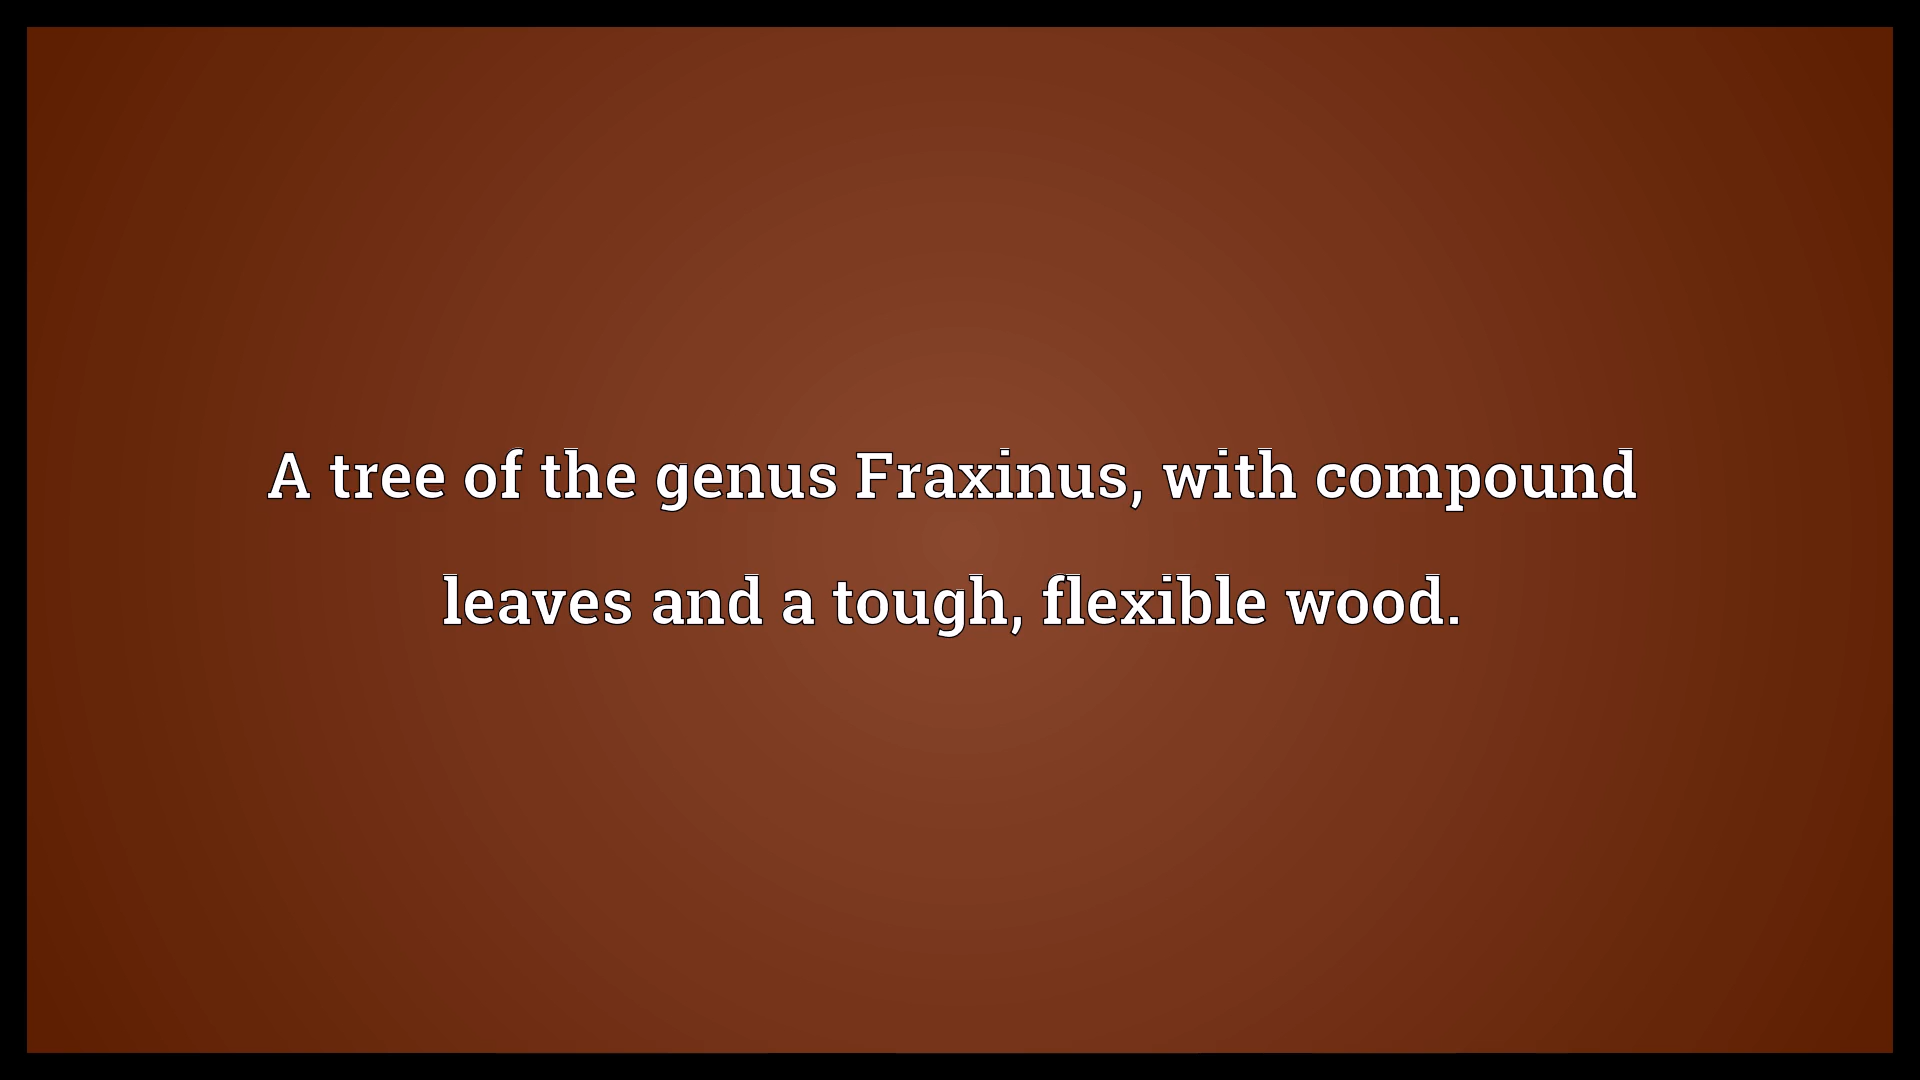 A tree of the genus Fraxinus, with compound
leaves and a tough, flexible wood.